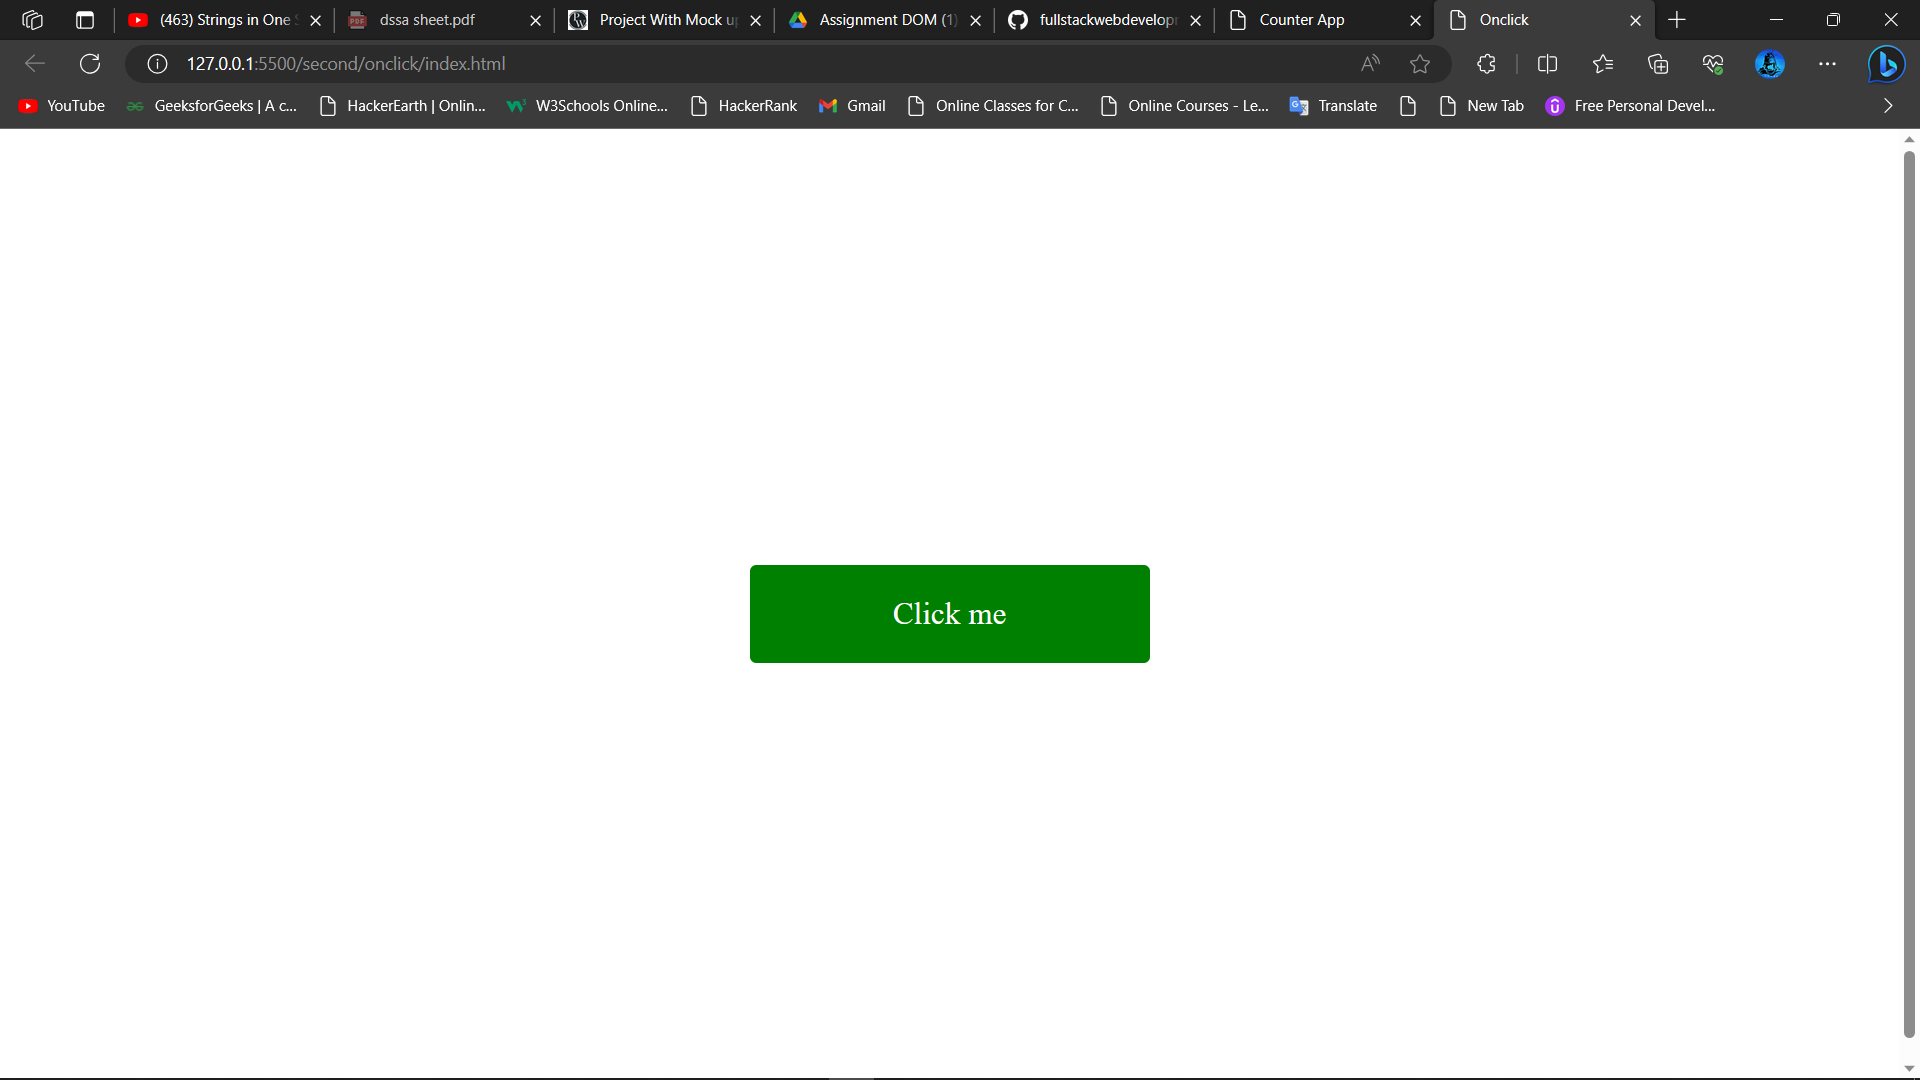 (463) Strings in One
dssa sheet.pdf
Project With Mock u
Assignment DOM (1)
fullstackwebdevelop
Counter App
Onclick
127.0.0.1:5500/second/onclick/index.html
YouTube
GeeksforGeeks | A c...
HackerEarth | Onlin...
W3Schools Online...
HackerRank
Gmail
Online Classes for C...
Online Courses - Le...
Translate
New Tab
Free Personal Devel...
Click me